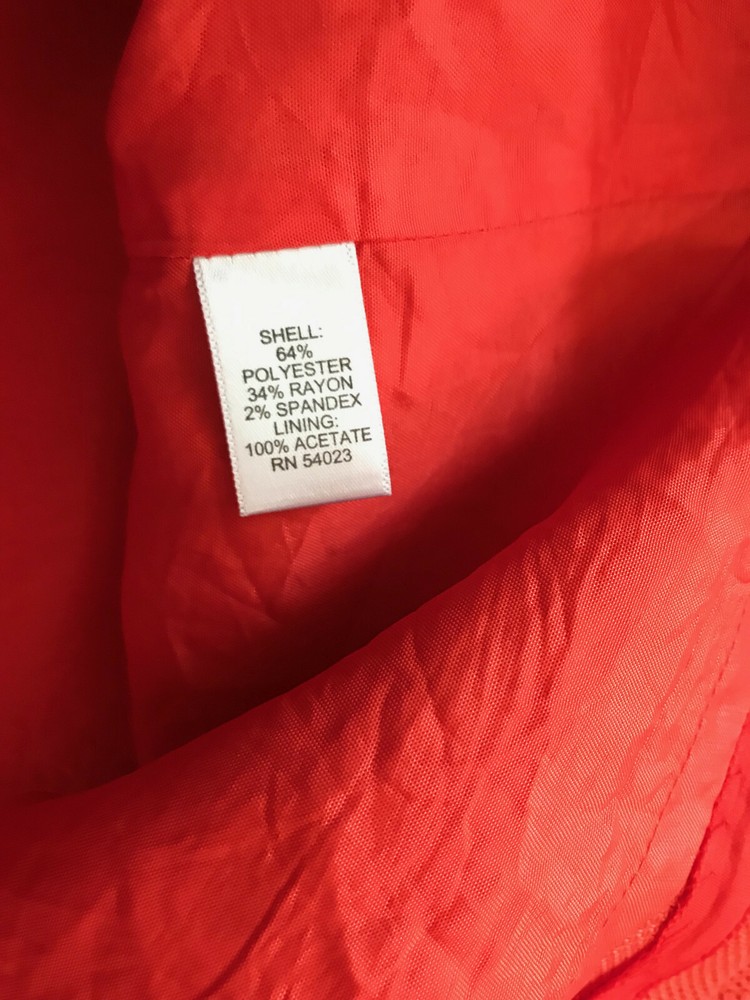 SHELL:
64%
POLYESTER
34% RAYON
2% SPANDEX
LINING:
100% ACETATE
RN 54023